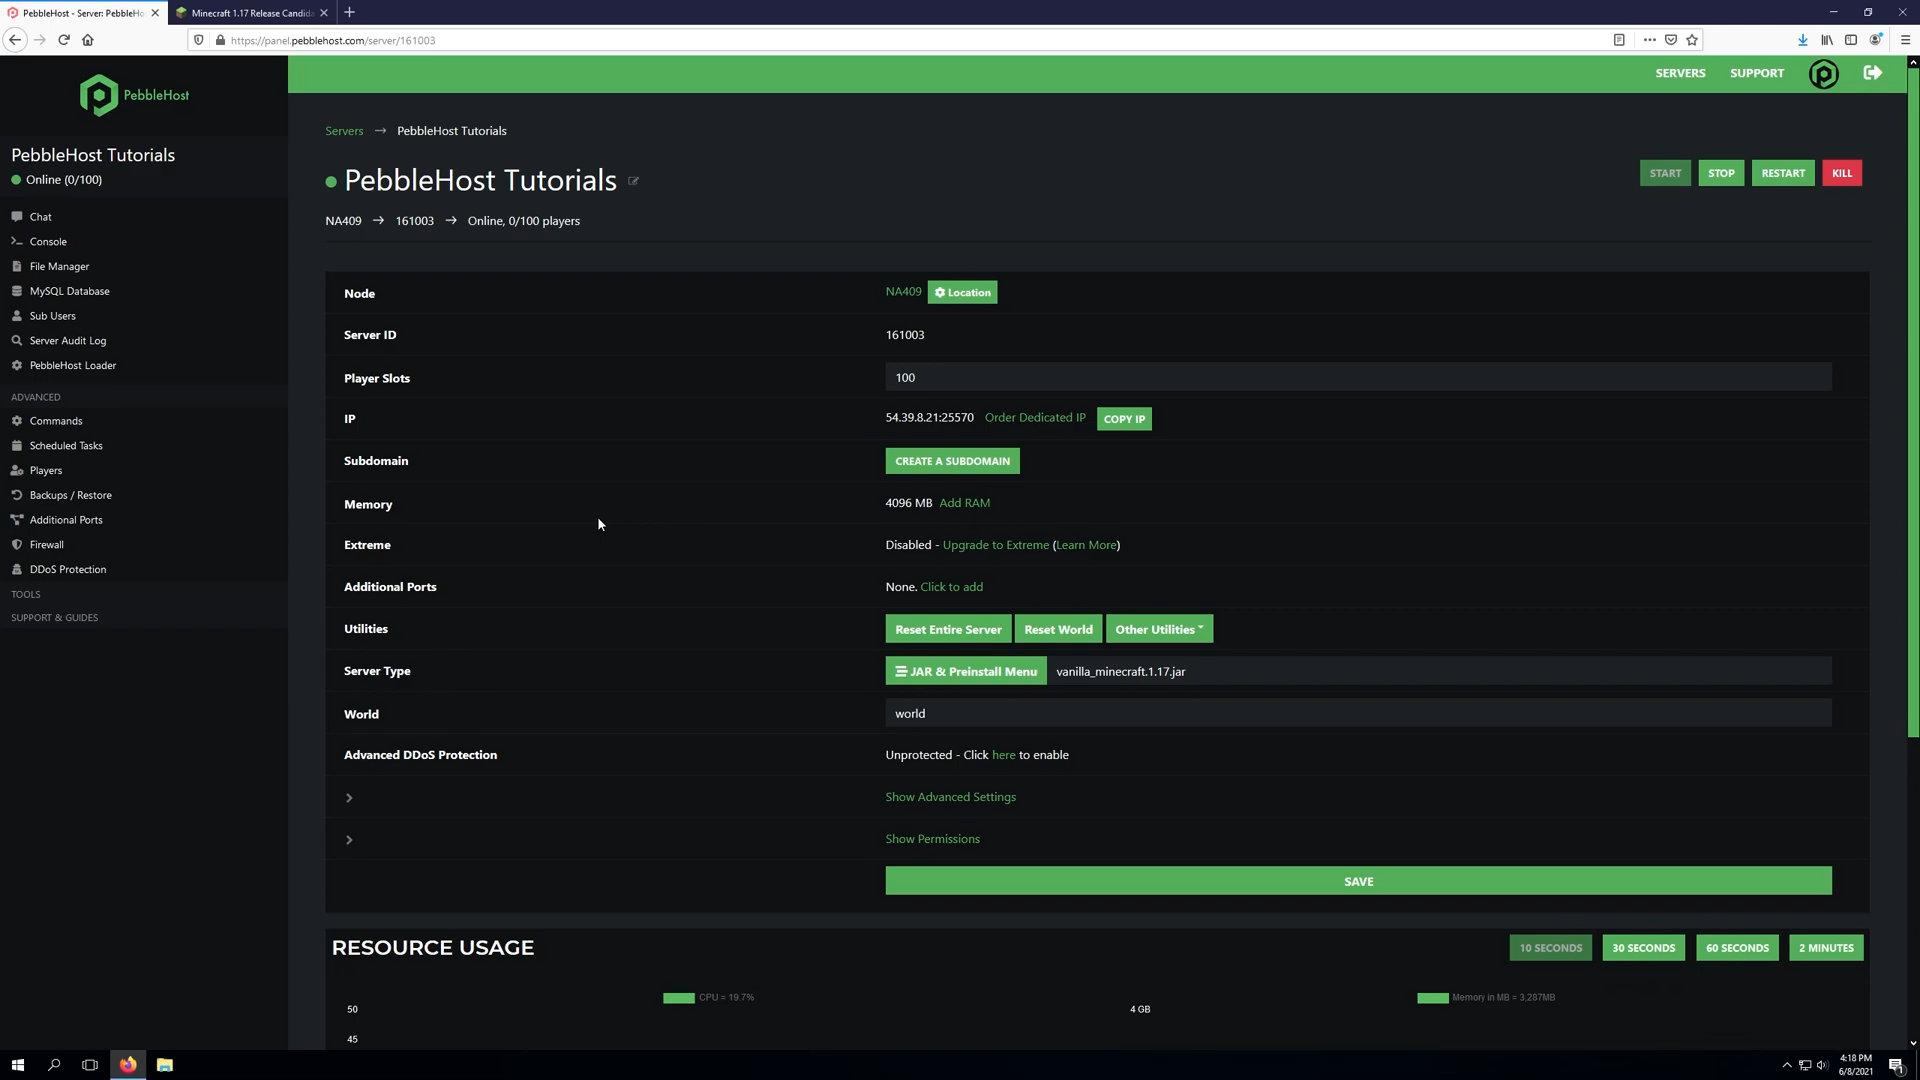 PebbleHost - Server: PebbleHo
Minecraft 1.17 Release Candida
https://panel.pebblehost.com/server/161003
PebbleHost
SERVERS
SUPPORT
PebbleHost Tutorials
Online (0/100)
Chat
Console
File Manager
MySQL Database
Sub Users
Server Audit Log
PebbleHost Loader
ADVANCED
Commands
Scheduled Tasks
Players
Backups / Restore
Additional Ports
Firewall
DDoS Protection
TOOLS
SUPPORT & GUIDES
Servers → PebbleHost Tutorials
PebbleHost Tutorials
START
STOP
RESTART
KILL
NA409 → 161003 → Online, 0/100 players
Node
NA409 Location
Server ID
161003
Player Slots
100
IP
54.39.8.21:25570 Order Dedicated IP COPY IP
Subdomain
CREATE A SUBDOMAIN
Memory
4096 MB Add RAM
Extreme
Disabled - Upgrade to Extreme (Learn More)
Additional Ports
None. Click to add
Utilities
Reset Entire Server Reset World Other Utilities
Server Type
JAR & Preinstall Menu vanilla_minecraft.1.17.jar
World
world
Advanced DDoS Protection
Unprotected - Click here to enable
Show Advanced Settings
Show Permissions
SAVE
RESOURCE USAGE
10 SECONDS
30 SECONDS
60 SECONDS
2 MINUTES
CPU = 19.7%
Memory in MB = 3,287MB
50
4 GB
45
4:18 PM
6/8/2021